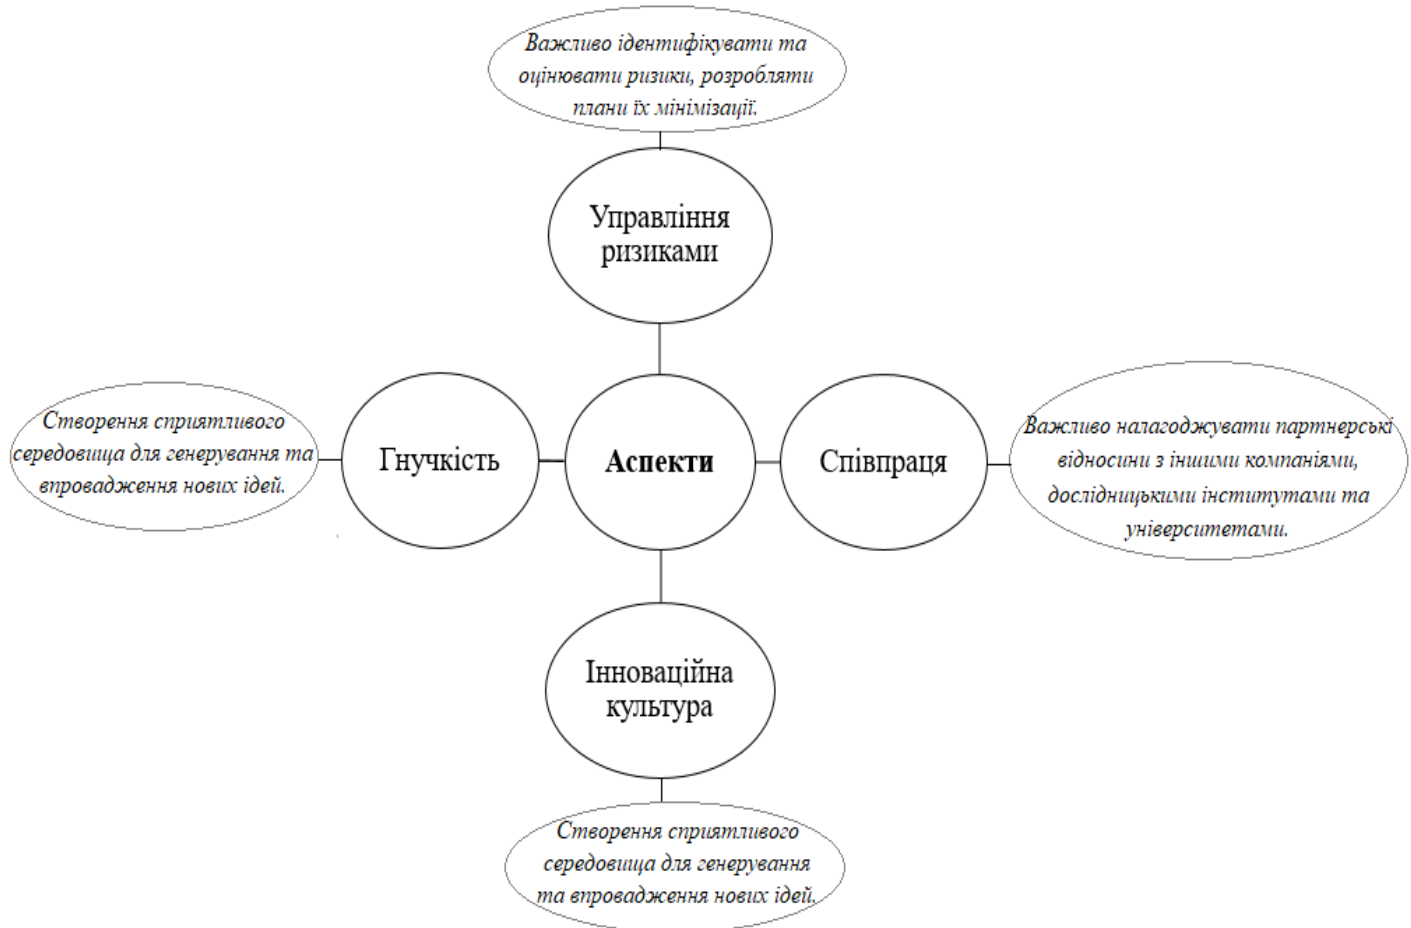 Важливо ідентифікувати та
оцінювати ризики, розробляти
плани їх мінімізації.
Управління
ризиками
Створення сприятливого
середовища для генерування та
впровадження нових ідей.
Гнучкість
Аспекти
Співпраця
Важливо налагоджувати партнерські
відносини з іншими компаніями,
дослідницькими інститутами та
університетами.
Інноваційна
культура
Створення сприятливого
середовища для генерування
та впровадження нових ідей.